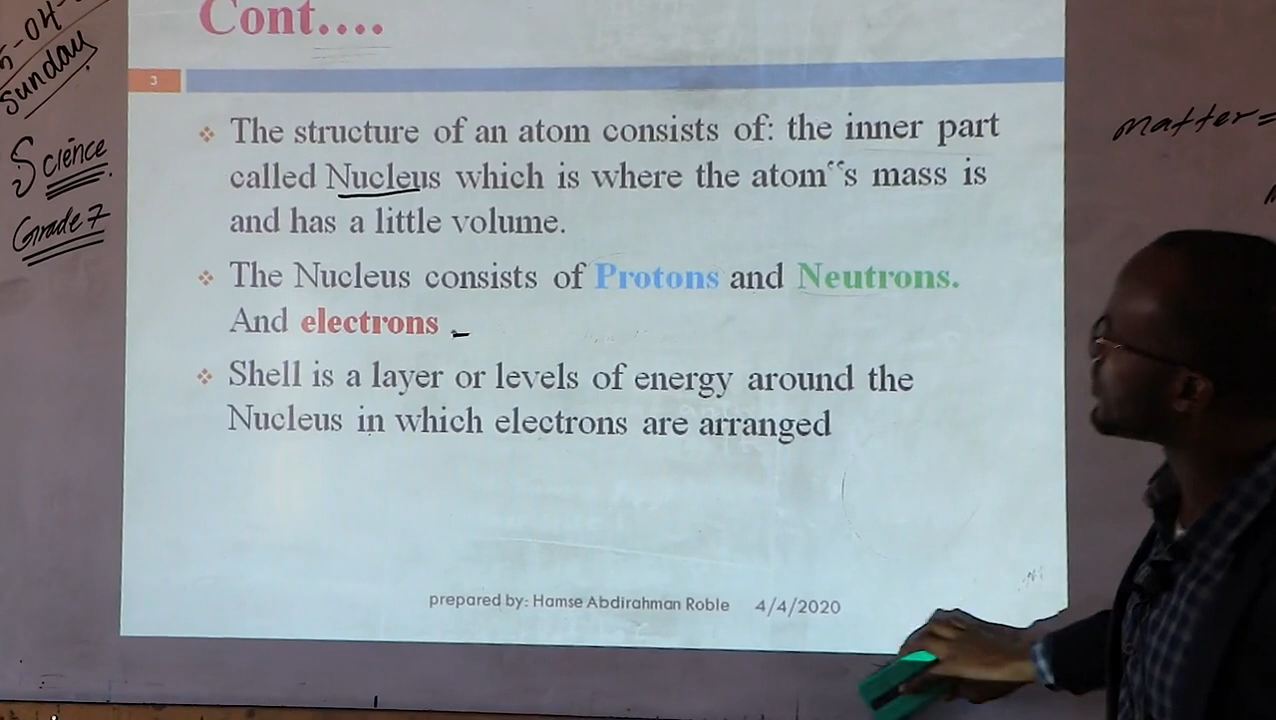 5-04-
Sunday
Science
Grade 7
Cont....
3
The structure of an atom consists of: the inner part
called Nucleus which is where the atom“s mass is
and has a little volume.
The Nucleus consists of Protons and Neutrons.
And electrons
Shell is a layer or levels of energy around the
Nucleus in which electrons are arranged
prepared by: Hamse Abdirahman Roble 4/4/2020
matter=